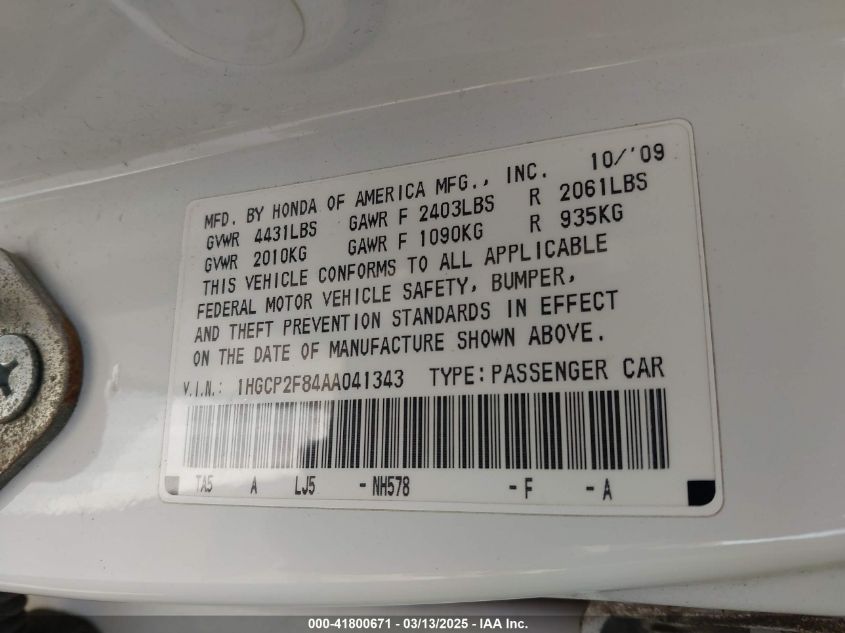 MFD. BY HONDA OF AMERICA MFG., INC. 10/'09
GVWR 4431LBS GAWR F 2403LBS R 2061LBS
GVWR 2010KG GAWR F 1090KG R 935KG
THIS VEHICLE CONFORMS TO ALL APPLICABLE
FEDERAL MOTOR VEHICLE SAFETY, BUMPER,
AND THEFT PREVENTION STANDARDS IN EFFECT
ON THE DATE OF MANUFACTURE SHOWN ABOVE.
V.I.N.: 1HGCP2F84AA041343 TYPE: PASSENGER CAR
TA5 A LJ5 -NH578 -F -A
000-41800671 - 03/13/2025 - IAA Inc.